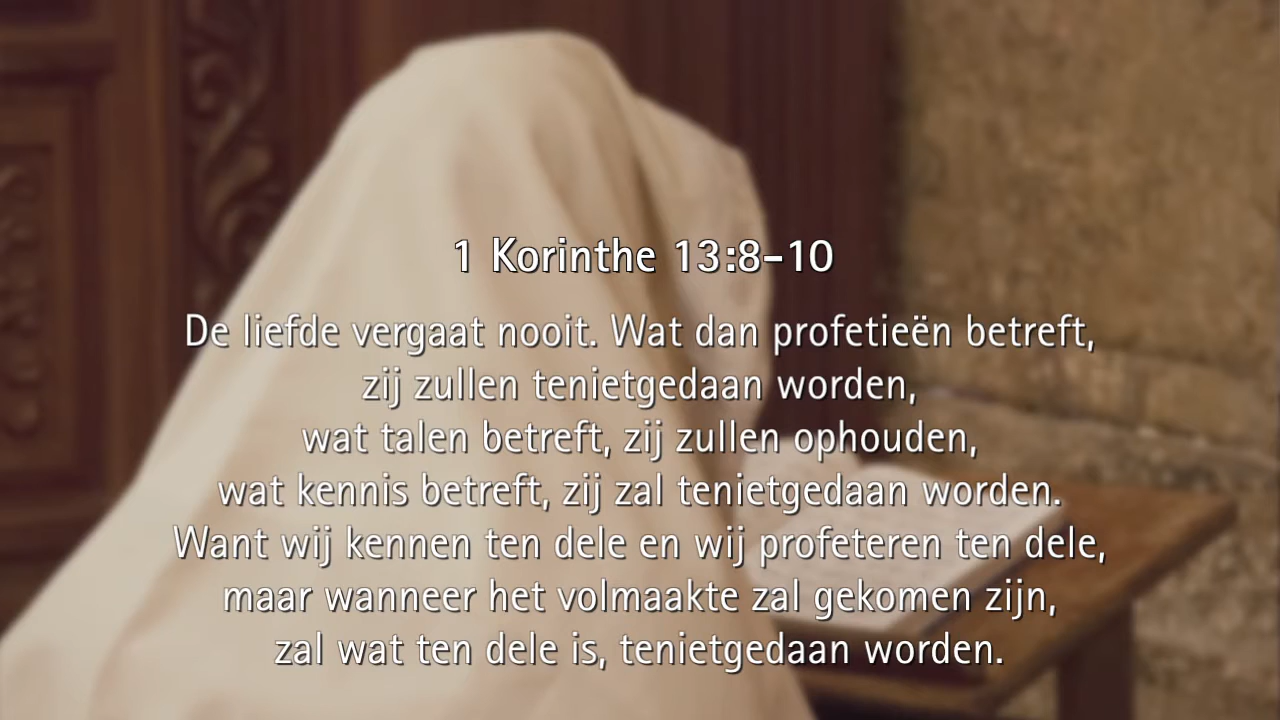 1 Korinthe 13:8-10
De liefde vergaat nooit. Wat dan profetieën betreft,
zij zullen tenietgedaan worden,
wat talen betreft, zij zullen ophouden,
wat kennis betreft, zij zal tenietgedaan worden.
Want wij kennen ten dele en wij profeteren ten dele,
maar wanneer het volmaakte zal gekomen zijn,
zal wat ten dele is, tenietgedaan worden.